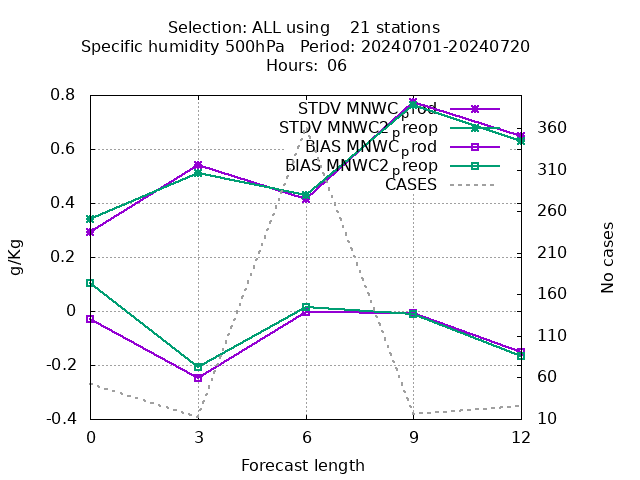 Selection: ALL using 21 stations
Specific humidity 500hPa Period: 20240701-20240720
Hours: 06
g/Kg
No cases
0.8
0.6
0.4
0.2
0
-0.2
-0.4
360
310
260
210
160
110
60
10
STDV MNWC_prod
STDV MNWC2_preop
BIAS MNWC_prod
BIAS MNWC2_preop
CASES
0 3 6 9 12
Forecast length